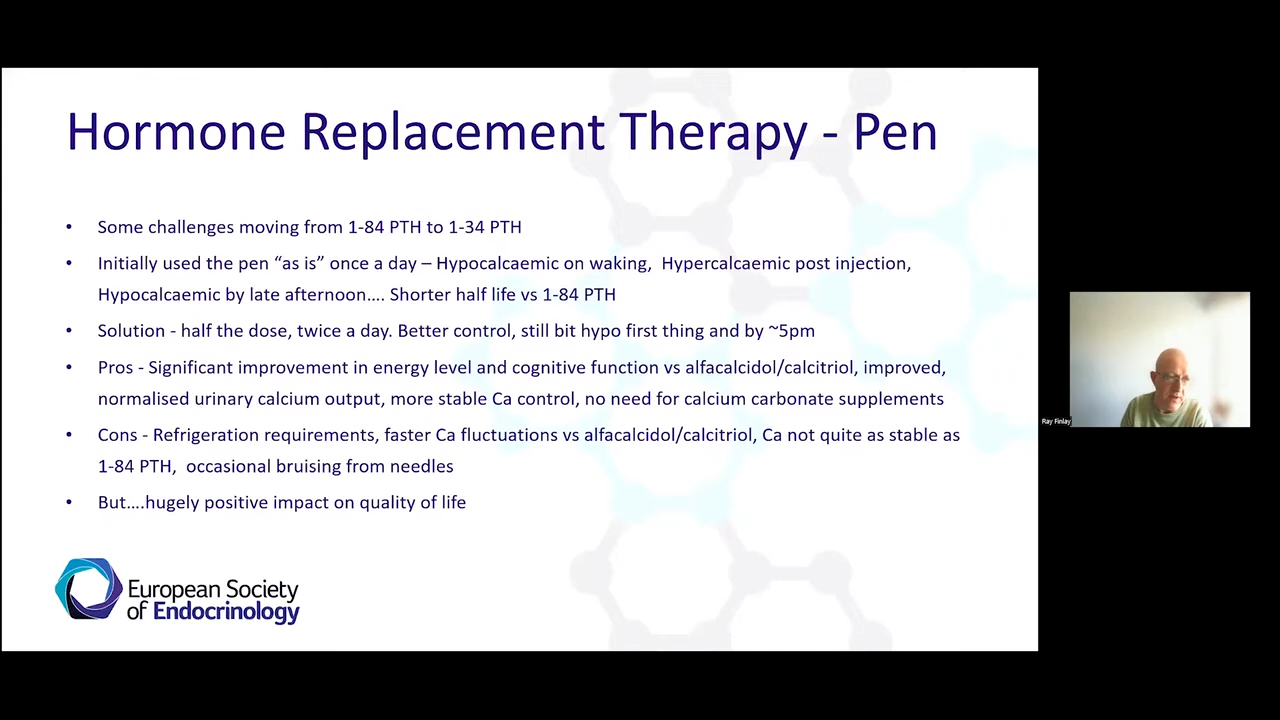 Hormone Replacement Therapy - Pen
• Some challenges moving from 1-84 PTH to 1-34 PTH
• Initially used the pen “as is” once a day – Hypocalcaemic on waking, Hypercalcaemic post injection,
Hypocalcaemic by late afternoon…. Shorter half life vs 1-84 PTH
• Solution - half the dose, twice a day. Better control, still bit hypo first thing and by ~5pm
• Pros - Significant improvement in energy level and cognitive function vs alfacalcidol/calcitriol, improved,
normalised urinary calcium output, more stable Ca control, no need for calcium carbonate supplements
• Cons - Refrigeration requirements, faster Ca fluctuations vs alfacalcidol/calcitriol, Ca not quite as stable as
1-84 PTH, occasional bruising from needles
• But….hugely positive impact on quality of life
European Society
of Endocrinology
Ray Finlay